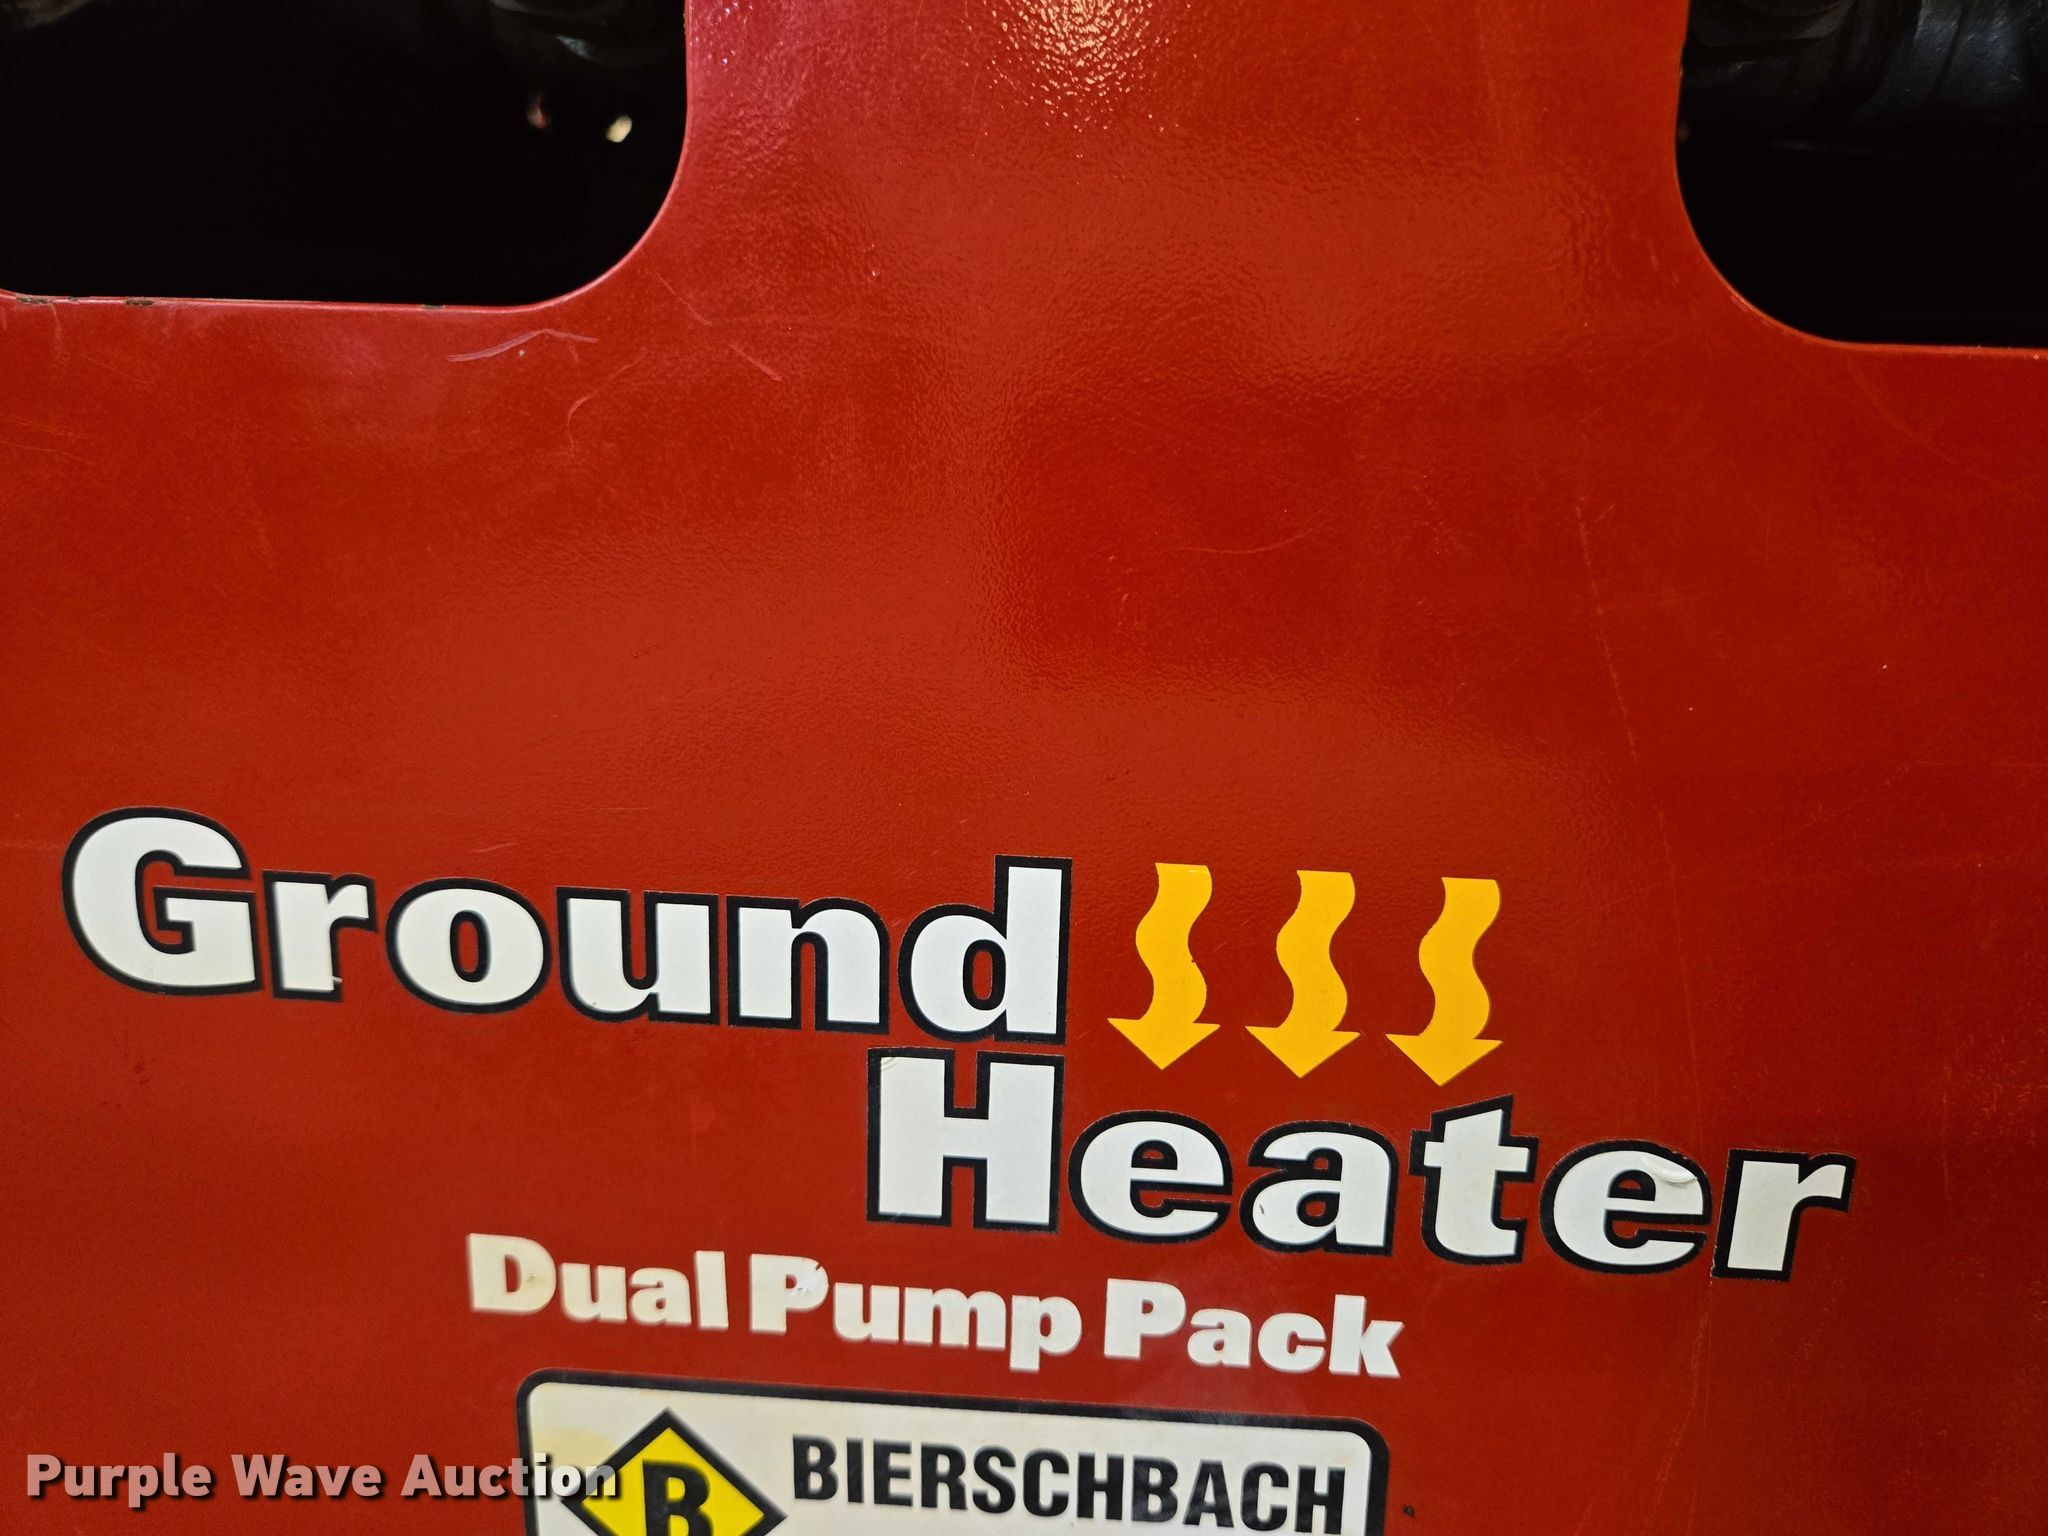 Ground
Heater
Dual Pump Pack
B BIERSCHBACH
Purple Wave Auction